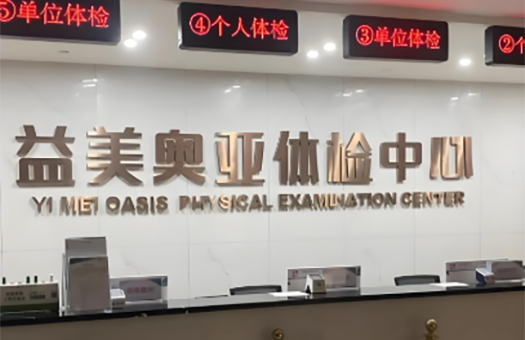 ⑤单位体检
④个人体检
③单位体检
②个
益美奥亚体检中心
YI MEI OASIS PHYSICAL EXAMINATION CENTER